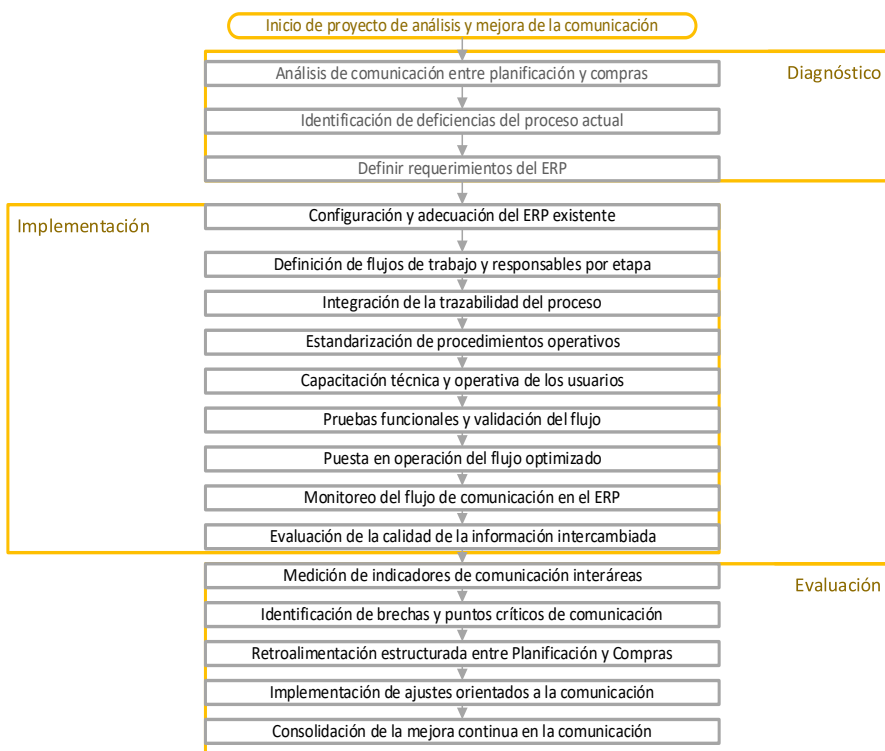 Inicio de proyecto de análisis y mejora de la comunicación
Diagnóstico
Análisis de comunicación entre planificación y compras
Identificación de deficiencias del proceso actual
Definir requerimientos del ERP
Implementación
Configuración y adecuación del ERP existente
Definición de flujos de trabajo y responsables por etapa
Integración de la trazabilidad del proceso
Estandarización de procedimientos operativos
Capacitación técnica y operativa de los usuarios
Pruebas funcionales y validación del flujo
Puesta en operación del flujo optimizado
Monitoreo del flujo de comunicación en el ERP
Evaluación de la calidad de la información intercambiada
Evaluación
Medición de indicadores de comunicación interáreas
Identificación de brechas y puntos críticos de comunicación
Retroalimentación estructurada entre Planificación y Compras
Implementación de ajustes orientados a la comunicación
Consolidación de la mejora continua en la comunicación